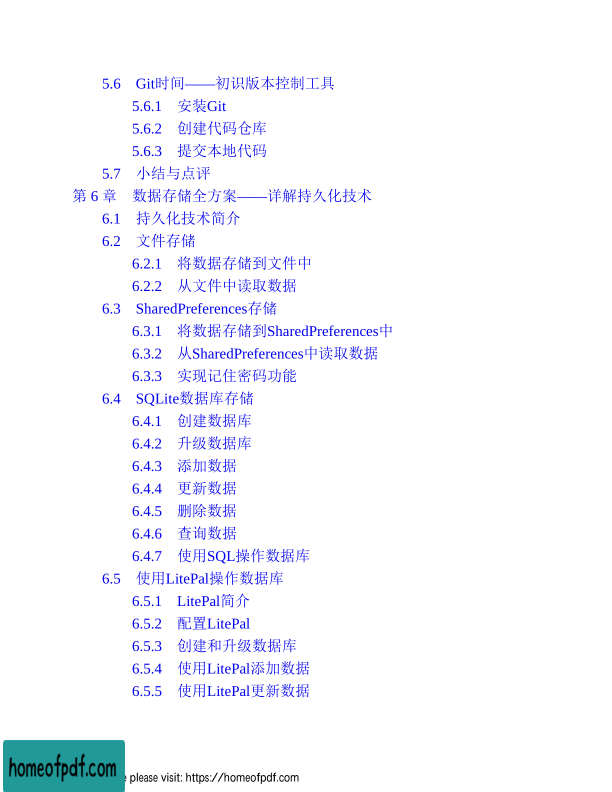 5.6 Git时间——初识版本控制工具
5.6.1 安装Git
5.6.2 创建代码仓库
5.6.3 提交本地代码
5.7 小结与点评
第 6 章 数据存储全方案——详解持久化技术
6.1 持久化技术简介
6.2 文件存储
6.2.1 将数据存储到文件中
6.2.2 从文件中读取数据
6.3 SharedPreferences存储
6.3.1 将数据存储到SharedPreferences中
6.3.2 从SharedPreferences中读取数据
6.3.3 实现记住密码功能
6.4 SQLite数据库存储
6.4.1 创建数据库
6.4.2 升级数据库
6.4.3 添加数据
6.4.4 更新数据
6.4.5 删除数据
6.4.6 查询数据
6.4.7 使用SQL操作数据库
6.5 使用LitePal操作数据库
6.5.1 LitePal简介
6.5.2 配置LitePal
6.5.3 创建和升级数据库
6.5.4 使用LitePal添加数据
6.5.5 使用LitePal更新数据
homeofpdf.com
please visit: https://homeofpdf.com